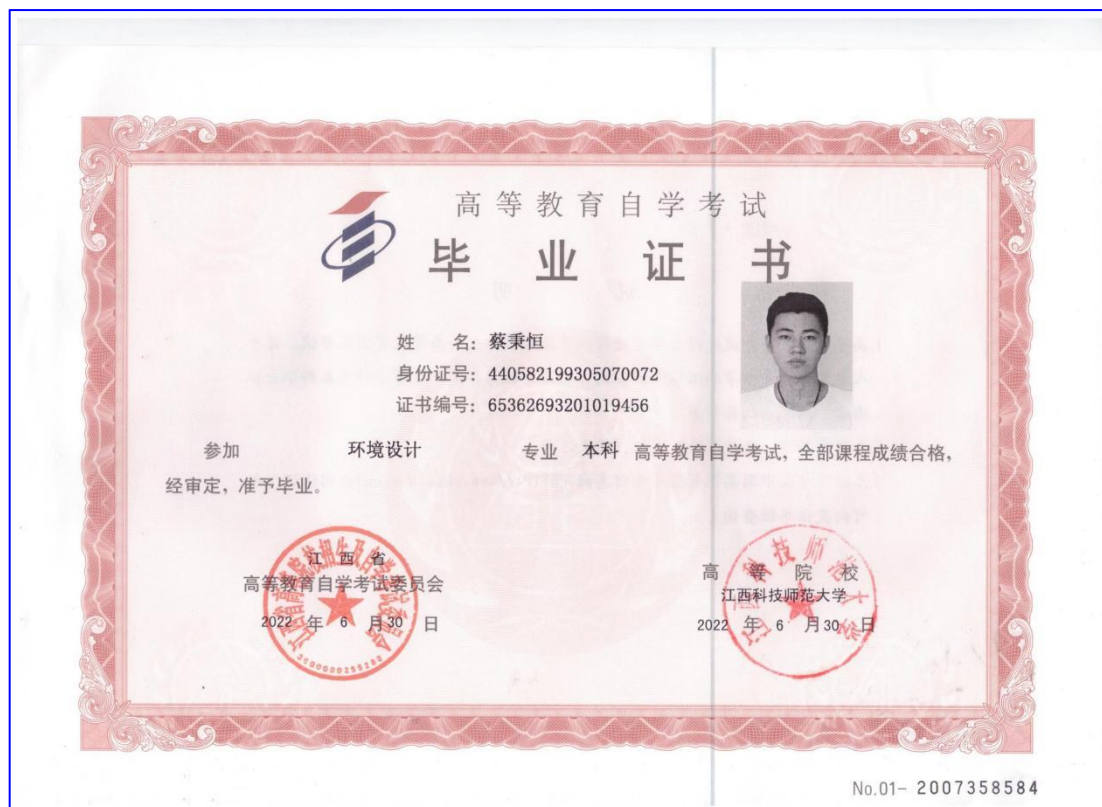 高等教育自学考试
毕业证书
姓 名：蔡秉恒
身份证号：440582199305070072
证书编号：65362693201019456
参加 环境设计 专业 本科 高等教育自学考试，全部课程成绩合格，
经审定，准予毕业。
江西省
高等教育自学考试委员会
2022 年 6 月 30 日
高等院校
江西科技师范大学
2022 年 6 月 30 日
No.01- 2007358584